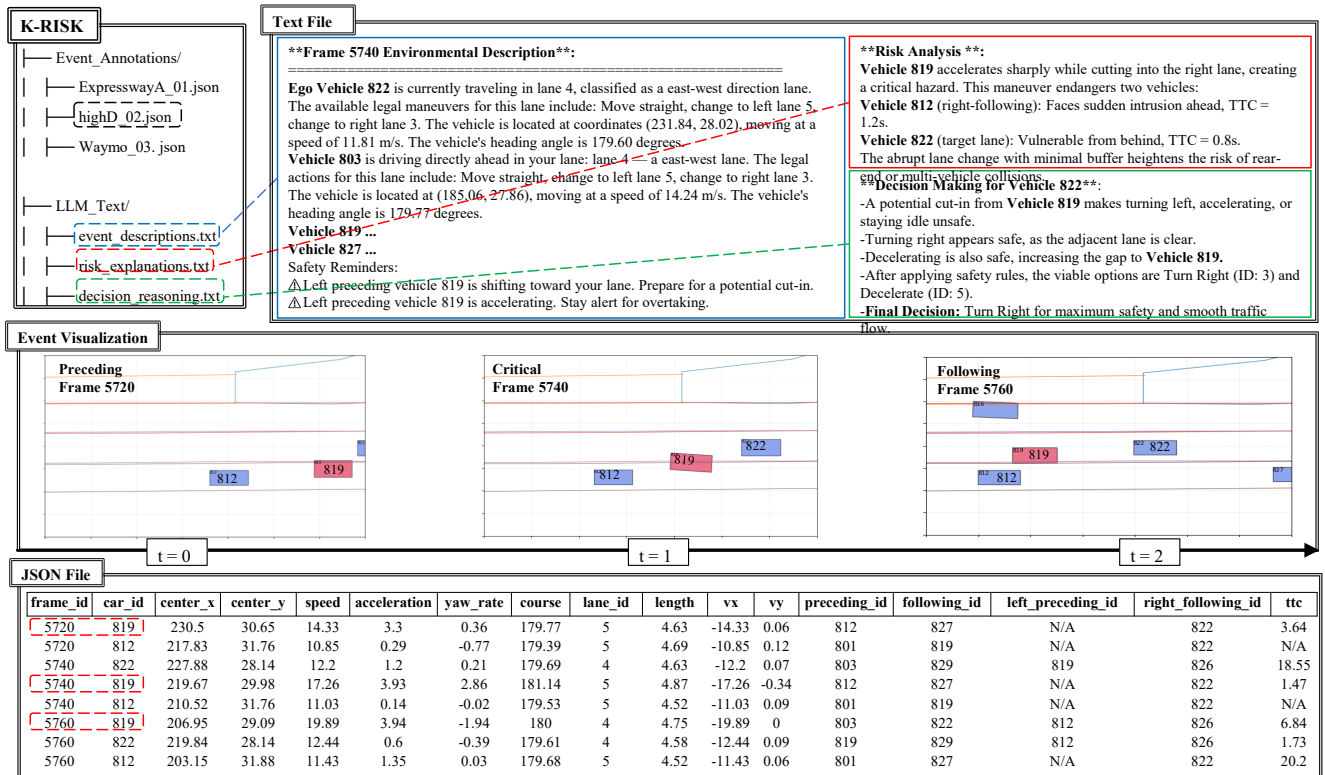 K-RISK
Event_Annotations/
ExpresswayA_01.json
highD_02.json
Waymo_03. json
LLM_Text/
event_descriptions.txt
risk_explanations.txt
decision_reasoning.txt
Text File
**Frame 5740 Environmental Description**:
============================================================
Ego Vehicle 822 is currently traveling in lane 4, classified as a east-west direction lane.
The available legal maneuvers for this lane include: Move straight, change to left lane 5,
change to right lane 3. The vehicle is located at coordinates (231.84, 28.02), moving at a
speed of 11.81 m/s. The vehicle's heading angle is 179.60 degrees.
Vehicle 803 is driving directly ahead in your lane: lane 4 — a east-west lane. The legal
actions for this lane include: Move straight, change to left lane 5, change to right lane 3.
The vehicle is located at (185.06, 27.86), moving at a speed of 14.24 m/s. The vehicle's
heading angle is 179.77 degrees.
Vehicle 819 ...
Vehicle 827 ...
Safety Reminders:
⚠Left preceding vehicle 819 is shifting toward your lane. Prepare for a potential cut-in.
⚠Left preceding vehicle 819 is accelerating. Stay alert for overtaking.
**Risk Analysis **:
Vehicle 819 accelerates sharply while cutting into the right lane, creating
a critical hazard. This maneuver endangers two vehicles:
Vehicle 812 (right-following): Faces sudden intrusion ahead, TTC =
1.2s.
Vehicle 822 (target lane): Vulnerable from behind, TTC = 0.8s.
The abrupt lane change with minimal buffer heightens the risk of rear-
end or multi-vehicle collisions.
**Decision Making for Vehicle 822**:
-A potential cut-in from Vehicle 819 makes turning left, accelerating, or
staying idle unsafe.
-Turning right appears safe, as the adjacent lane is clear.
-Decelerating is also safe, increasing the gap to Vehicle 819.
-After applying safety rules, the viable options are Turn Right (ID: 3) and
Decelerate (ID: 5).
-Final Decision: Turn Right for maximum safety and smooth traffic
flow.
Event Visualization
Preceding
Frame 5720
812
819
Critical
Frame 5740
812
819
822
Following
Frame 5760
816
819 819
822 822
812 812
827
t = 0
t = 1
t = 2
JSON File
frame_id car_id center_x center_y speed acceleration yaw_rate course lane_id length vx vy preceding_id following_id left_preceding_id right_following_id ttc
5720 819 230.5 30.65 14.33 3.3 0.36 179.77 5 4.63 -14.33 0.06 812 827 N/A 822 3.64
5720 812 217.83 31.76 10.85 0.29 -0.77 179.39 5 4.69 -10.85 0.12 801 819 N/A 822 N/A
5740 822 227.88 28.14 12.2 1.2 0.21 179.69 4 4.63 -12.2 0.07 803 829 819 826 18.55
5740 819 219.67 29.98 17.26 3.93 2.86 181.14 5 4.87 -17.26 -0.34 812 827 N/A 822 1.47
5740 812 210.52 31.76 11.03 0.14 -0.02 179.53 5 4.52 -11.03 0.09 801 819 N/A 822 N/A
5760 819 206.95 29.09 19.89 3.94 -1.94 180 4 4.75 -19.89 0 803 822 812 826 6.84
5760 822 219.84 28.14 12.44 0.6 -0.39 179.61 4 4.58 -12.44 0.09 819 829 812 826 1.73
5760 812 203.15 31.88 11.43 1.35 0.03 179.68 5 4.52 -11.43 0.06 801 827 N/A 822 20.2